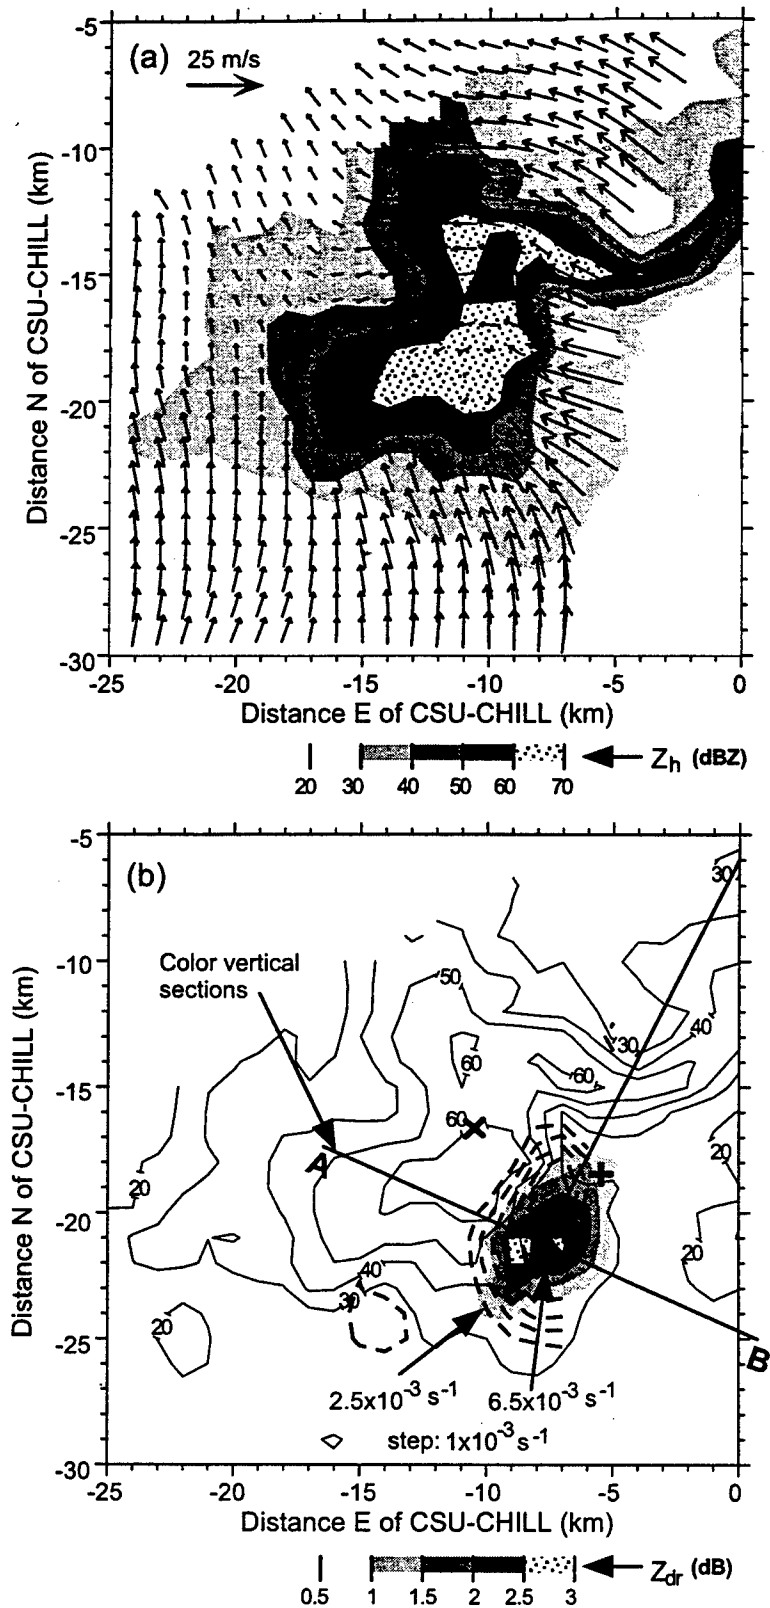 (a)
25 m/s
-5
-10
-15
-20
-25
-30
-25 -20 -15 -10 -5 0
Distance N of CSU-CHILL (km)
Distance E of CSU-CHILL (km)
Zh (dBZ)
20 30 40 50 60 70
(b)
-5
-10
-15
-20
-25
-30
Distance N of CSU-CHILL (km)
Color vertical
sections
30
50
40
30
60
60
60
20
20
20
A
40
30
20
B
2.5x10-3 s-1
6.5x10-3 s-1
step: 1x10-3 s-1
-25 -20 -15 -10 -5 0
Distance E of CSU-CHILL (km)
Zdr (dB)
0.5 1 1.5 2 2.5 3